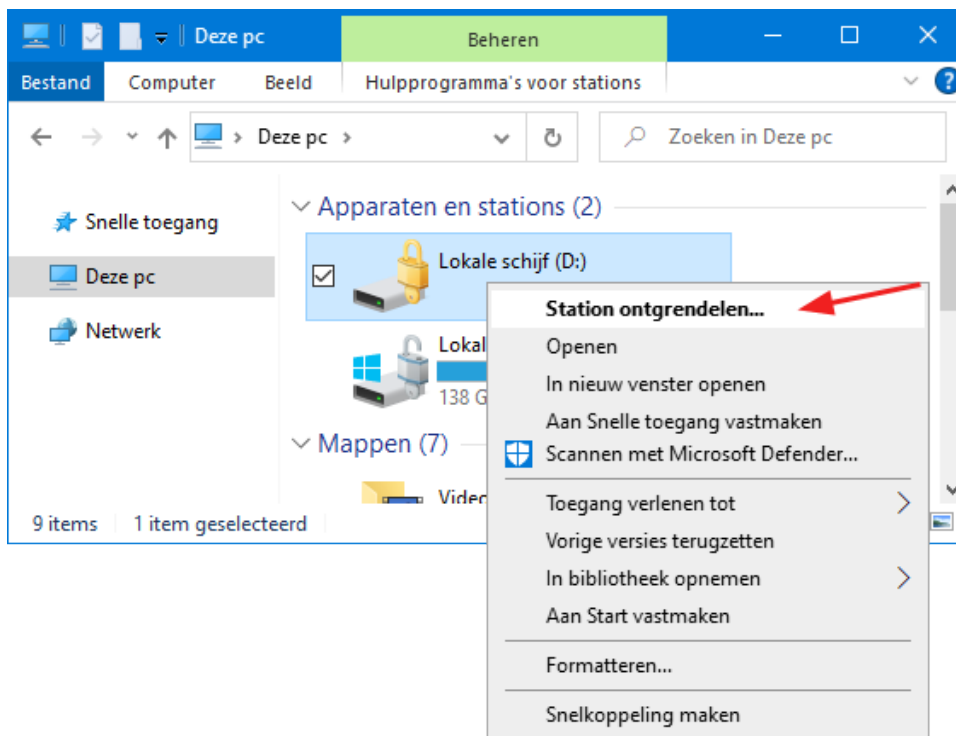 Deze pc
Beheren
Bestand Computer Beeld Hulpprogramma's voor stations ?
Deze pc
Zoeken in Deze pc
Snelle toegang
Deze pc
Netwerk
Apparaten en stations (2)
Lokale schijf (D:)
Lokal
138 G
Mappen (7)
Video
9 items 1 item geselecteerd
Station ontgrendelen...
Openen
In nieuw venster openen
Aan Snelle toegang vastmaken
Scannen met Microsoft Defender...
Toegang verlenen tot
Vorige versies terugzetten
In bibliotheek opnemen
Aan Start vastmaken
Formatteren...
Snelkoppeling maken